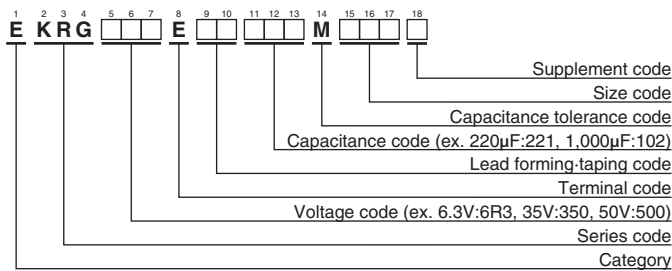 1 2 3 4 5 6 7 8 9 10 11 12 13 14 15 16 17 18
E K R G E M
Supplement code
Size code
Capacitance tolerance code
Capacitance code (ex. 220µF:221, 1,000µF:102)
Lead forming·taping code
Terminal code
Voltage code (ex. 6.3V:6R3, 35V:350, 50V:500)
Series code
Category